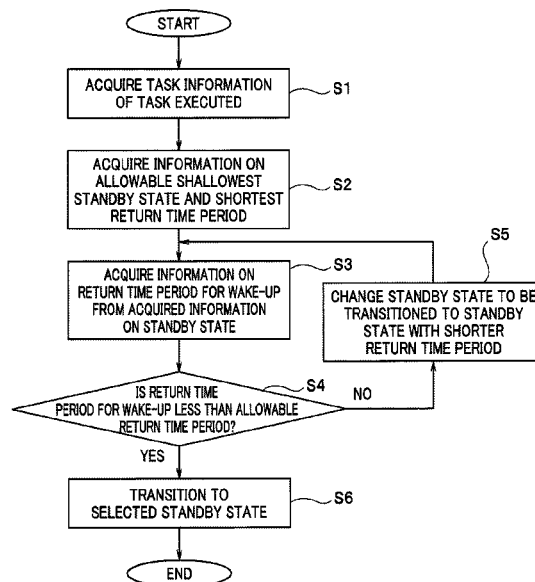 START
ACQUIRE TASK INFORMATION
OF TASK EXECUTED
S1
ACQUIRE INFORMATION ON
ALLOWABLE SHALLOWEST
STANDBY STATE AND SHORTEST
RETURN TIME PERIOD
S2
ACQUIRE INFORMATION ON
RETURN TIME PERIOD FOR WAKE-UP
FROM ACQUIRED INFORMATION
ON STANDBY STATE
S3
S5
CHANGE STANDBY STATE TO BE
TRANSITIONED TO STANDBY
STATE WITH SHORTER
RETURN TIME PERIOD
IS RETURN TIME
PERIOD FOR WAKE-UP LESS THAN ALLOWABLE
RETURN TIME PERIOD?
S4
NO
YES
TRANSITION TO
SELECTED STANDBY STATE
S6
END